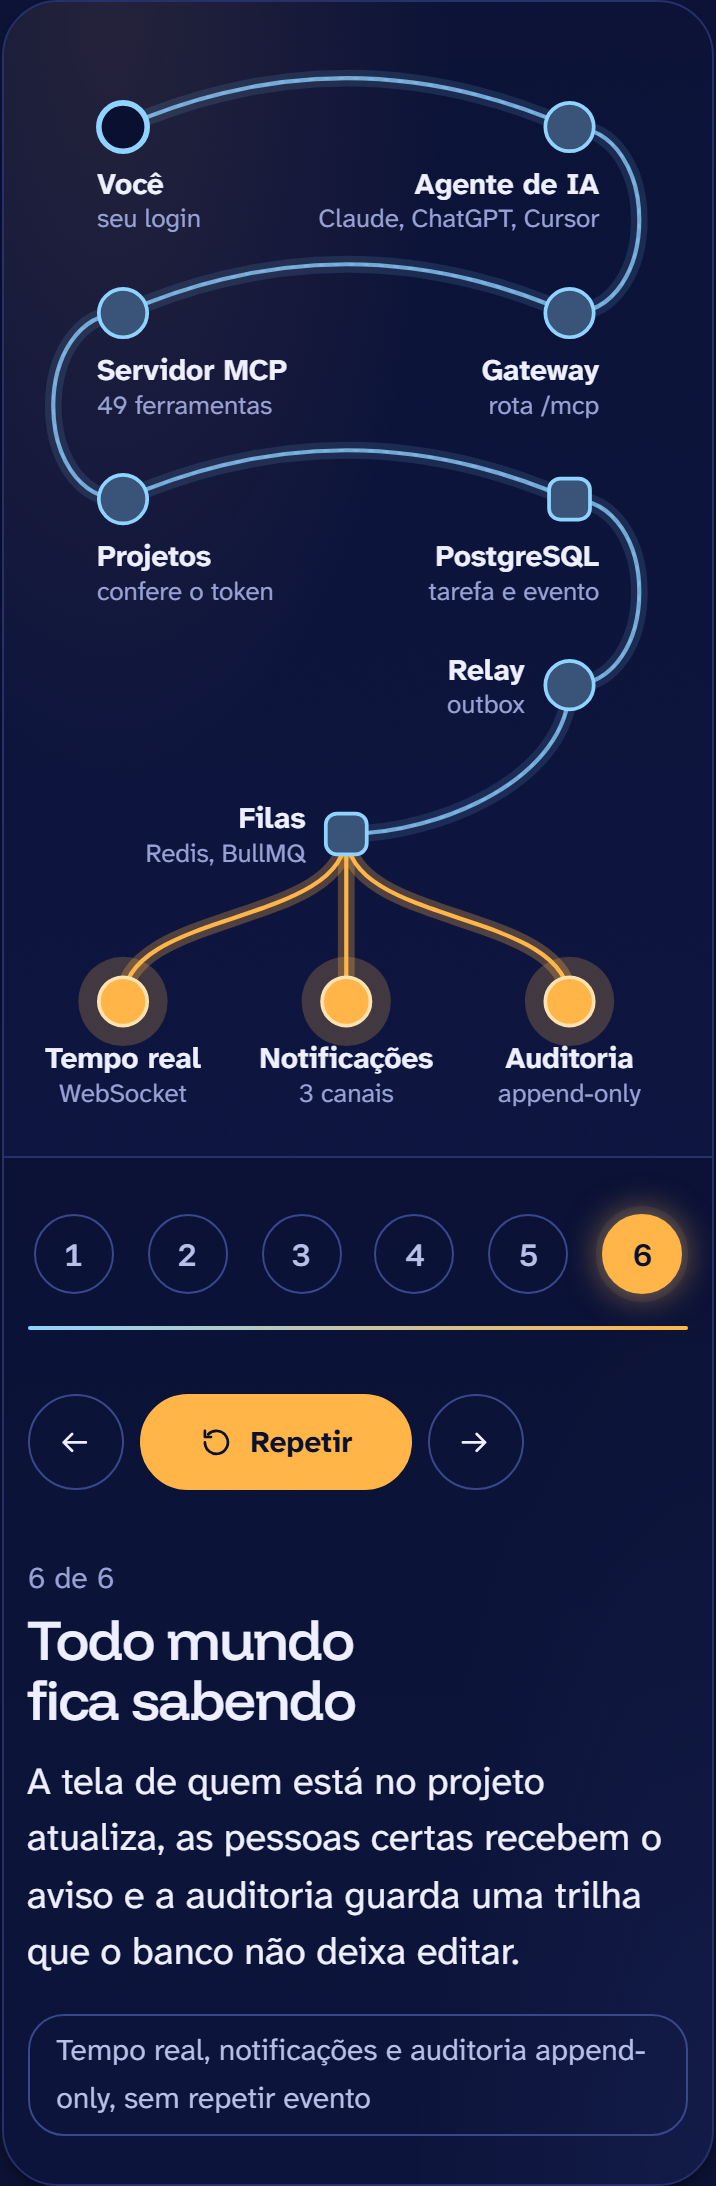 Você
seu login
Agente de IA
Claude, ChatGPT, Cursor
Servidor MCP
49 ferramentas
Gateway
rota /mcp
Projetos
confere o token
PostgreSQL
tarefa e evento
Relay
outbox
Filas
Redis, BullMQ
Tempo real
WebSocket
Notificações
3 canais
Auditoria
append-only
1 2 3 4 5 6
← Repetir →
6 de 6
Todo mundo
fica sabendo
A tela de quem está no projeto
atualiza, as pessoas certas recebem o
aviso e a auditoria guarda uma trilha
que o banco não deixa editar.
Tempo real, notificações e auditoria append-
only, sem repetir evento